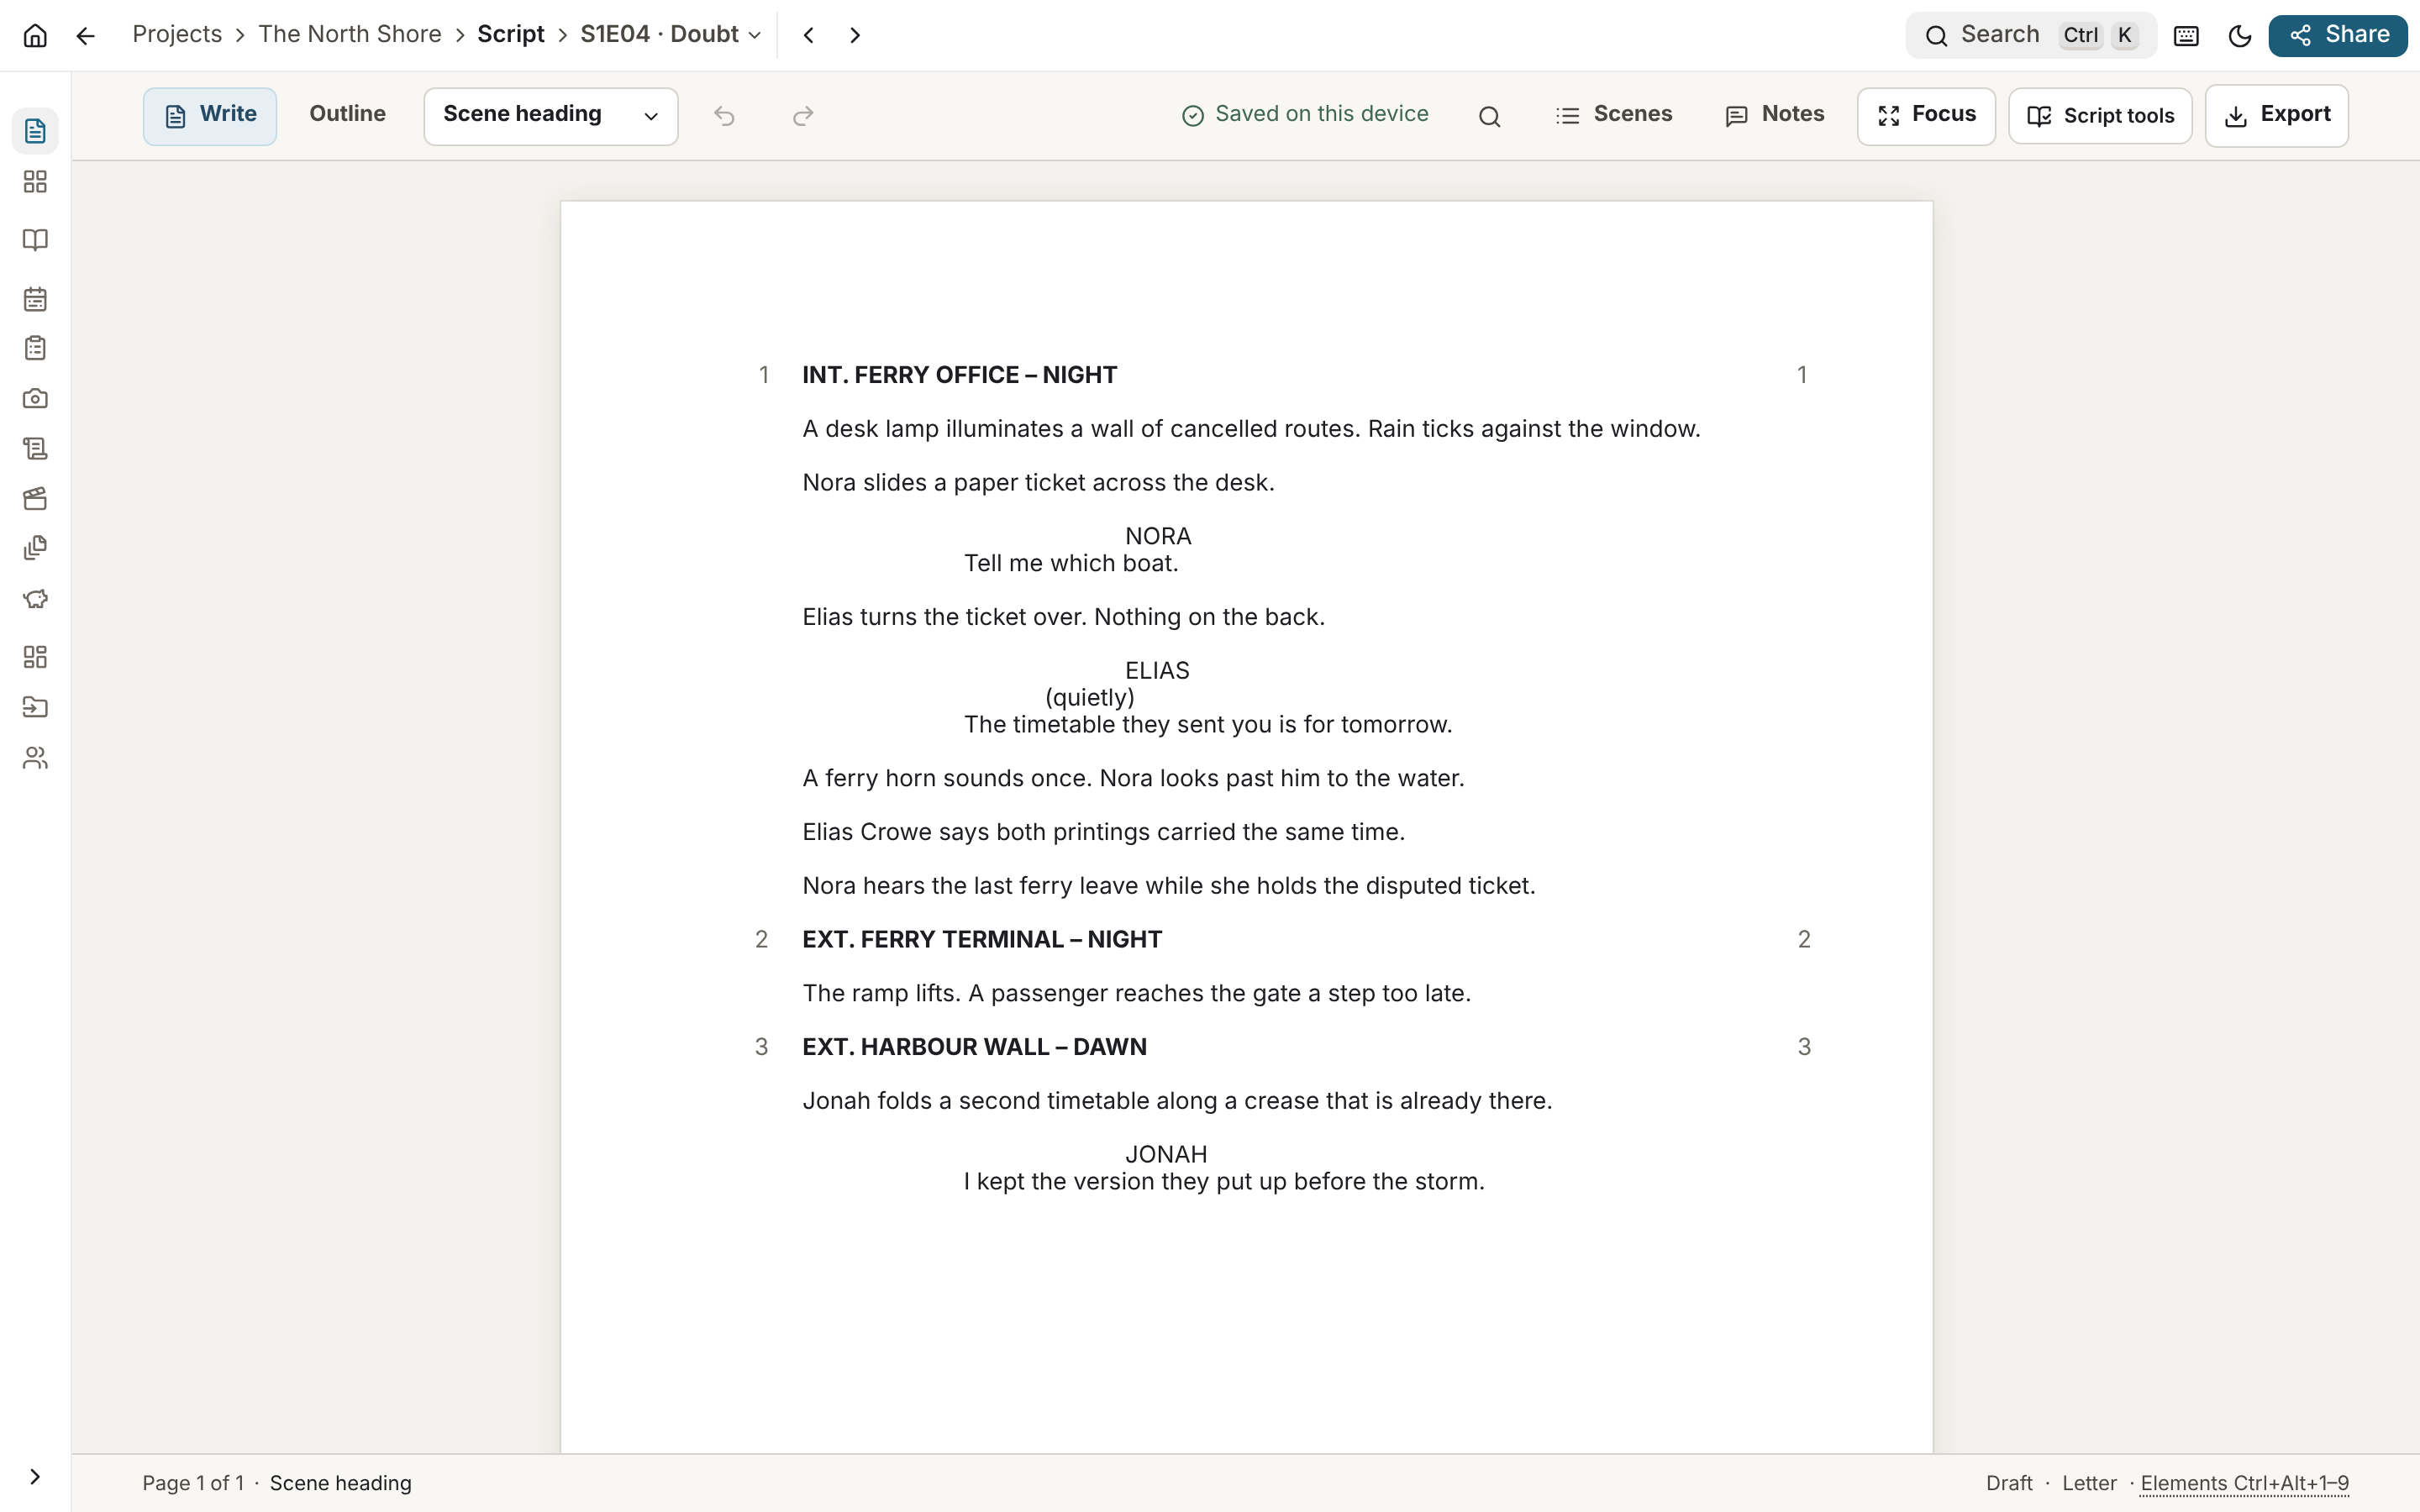 Projects > The North Shore > Script > S1E04 · Doubt
Search Ctrl K
Share
Write
Outline
Scene heading
Saved on this device
Scenes
Notes
Focus
Script tools
Export
1 INT. FERRY OFFICE – NIGHT 1
A desk lamp illuminates a wall of cancelled routes. Rain ticks against the window.
Nora slides a paper ticket across the desk.
NORA
Tell me which boat.
Elias turns the ticket over. Nothing on the back.
ELIAS
(quietly)
The timetable they sent you is for tomorrow.
A ferry horn sounds once. Nora looks past him to the water.
Elias Crowe says both printings carried the same time.
Nora hears the last ferry leave while she holds the disputed ticket.
2 EXT. FERRY TERMINAL – NIGHT 2
The ramp lifts. A passenger reaches the gate a step too late.
3 EXT. HARBOUR WALL – DAWN 3
Jonah folds a second timetable along a crease that is already there.
JONAH
I kept the version they put up before the storm.
Page 1 of 1 · Scene heading
Draft · Letter · Elements Ctrl+Alt+1–9